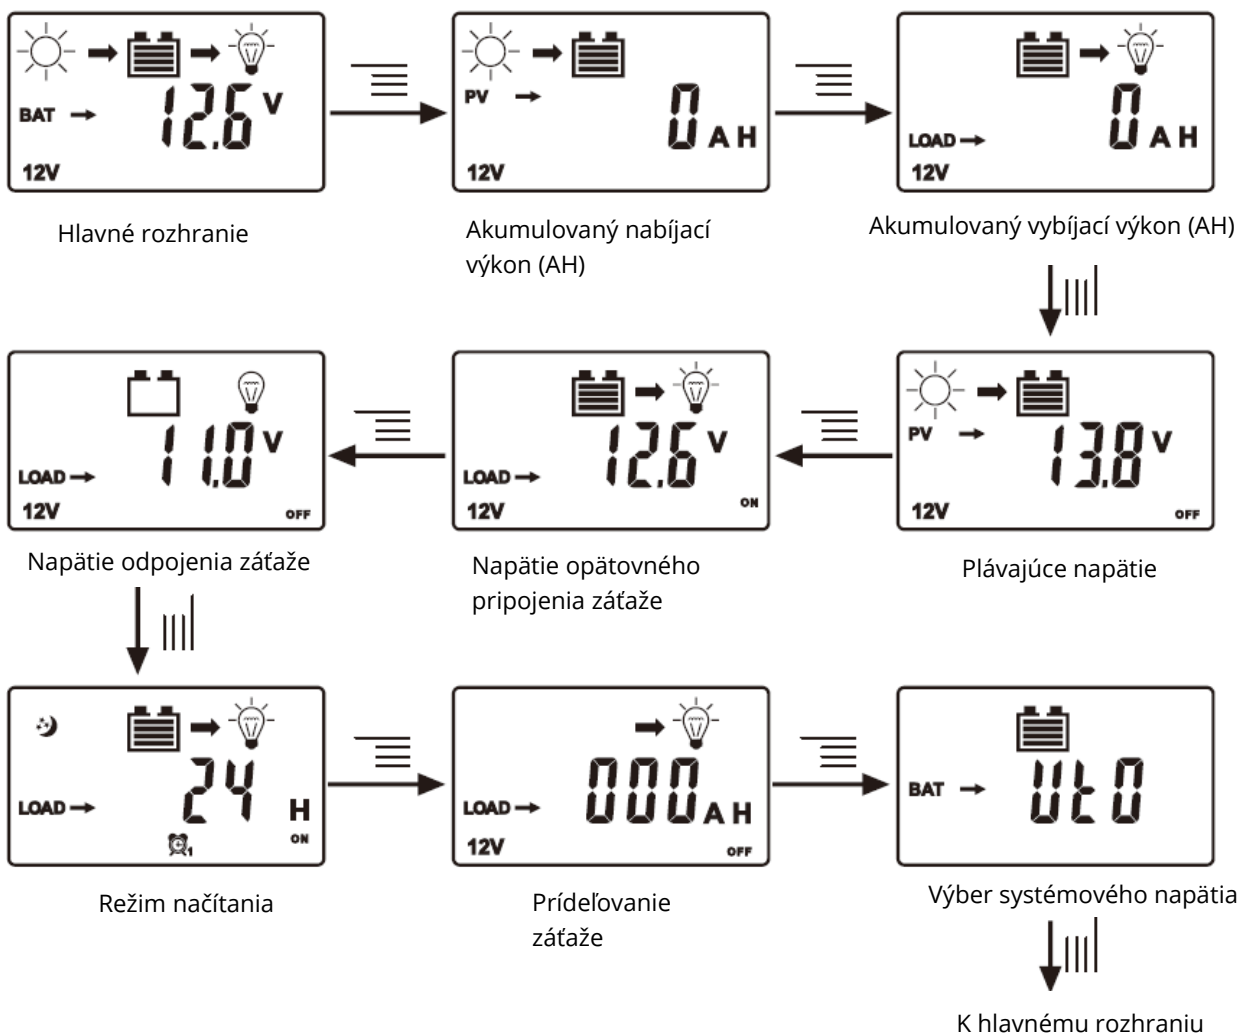 BAT → 12.6 V
12V
Hlavné rozhranie
PV → 0 AH
12V
Akumulovaný nabíjací
výkon (AH)
LOAD → 0 AH
12V
Akumulovaný vybíjací výkon (AH)
LOAD → 11.0 V
12V OFF
Napätie odpojenia záťaže
LOAD → 12.6 V
12V ON
Napätie opätovného
pripojenia záťaže
PV → 13.8 V
12V OFF
Plávajúce napätie
LOAD → 24 H
1 ON
Režim načítania
LOAD → 000 AH
12V OFF
Prídeľovanie
záťaže
BAT → Ut0
Výber systémového napätia
K hlavnému rozhraniu